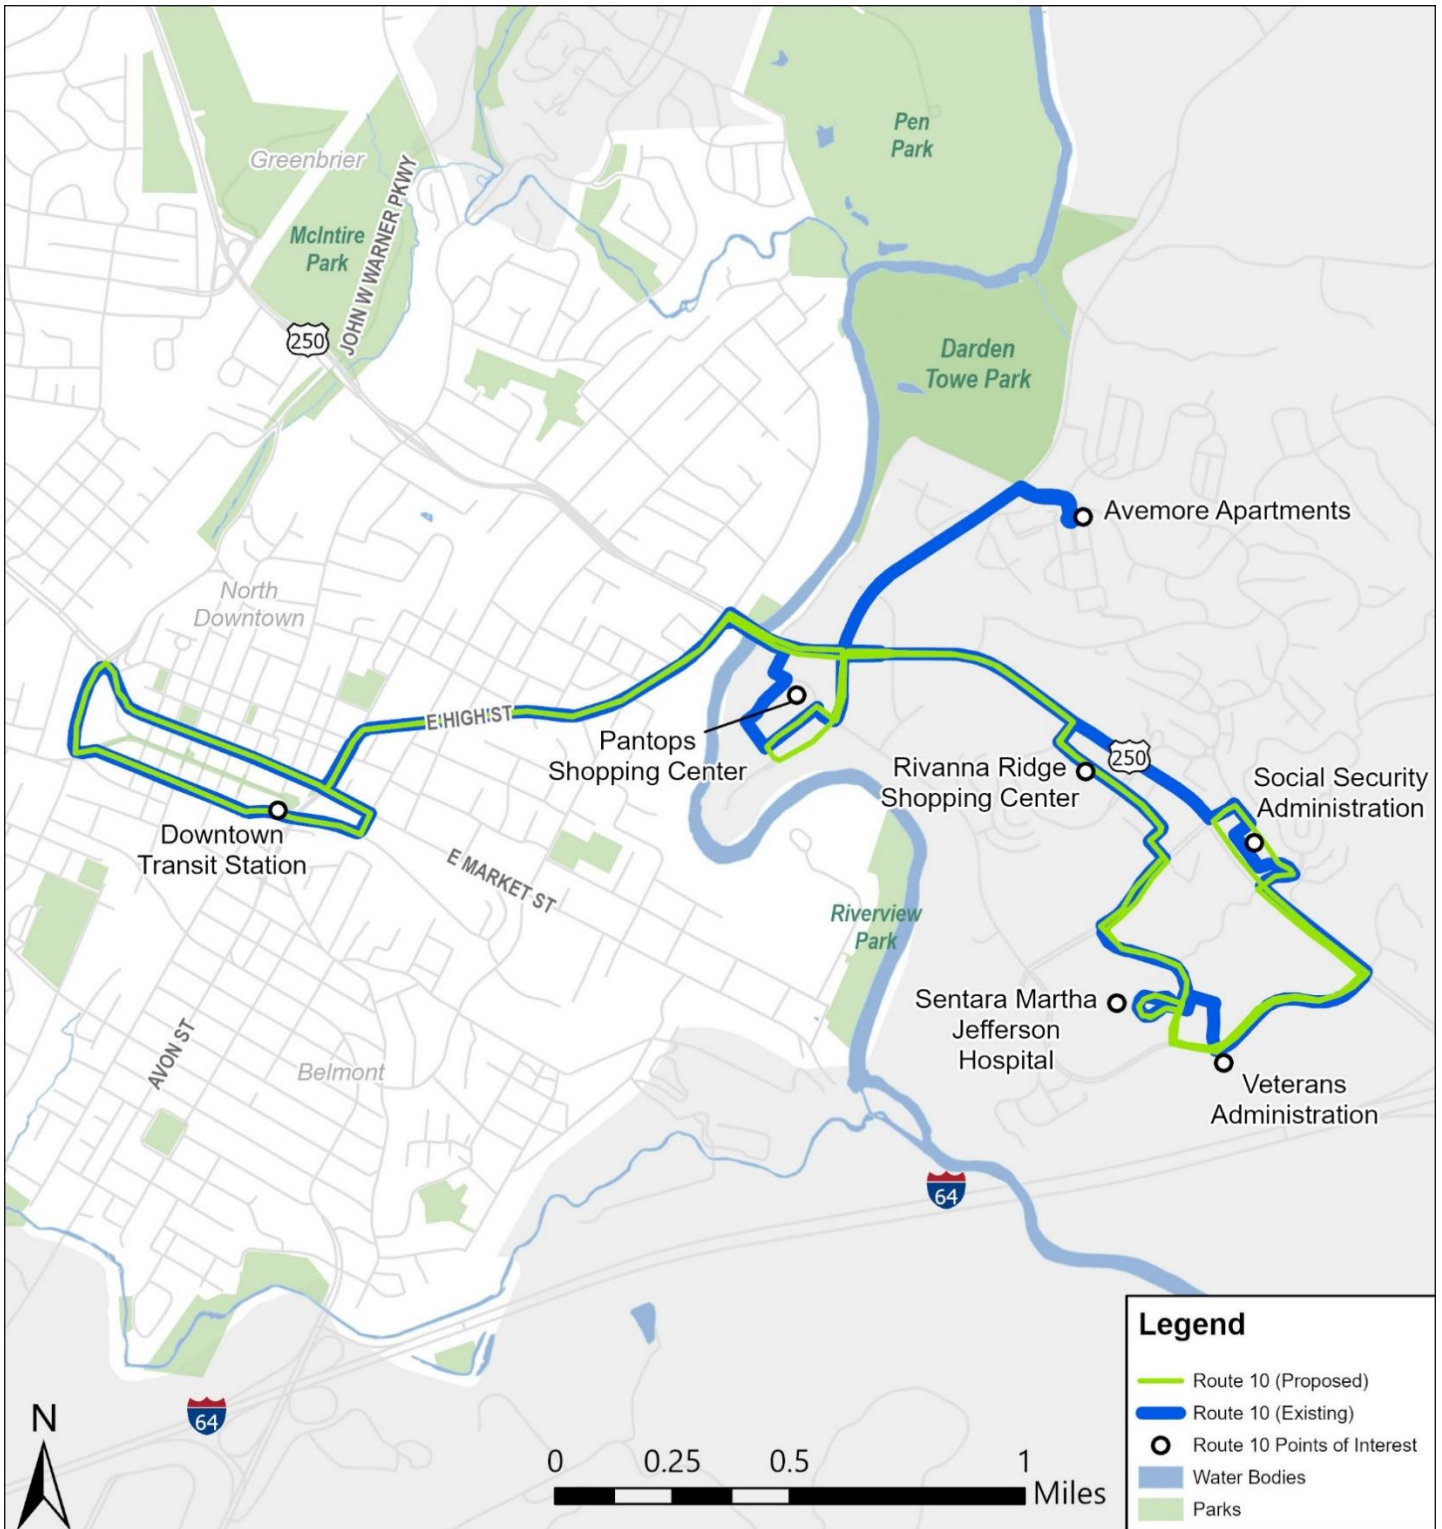 Pen
Park
Greenbrier
McIntire
Park
JOHN W WARNER PKWY
250
Darden
Towe Park
Avemore Apartments
North
Downtown
E HIGH ST
Pantops
Shopping Center
250
Rivanna Ridge
Shopping Center
Social Security
Administration
Downtown
Transit Station
E MARKET ST
Riverview
Park
Sentara Martha
Jefferson
Hospital
AVON ST
Belmont
Veterans
Administration
64
64
N
0 0.25 0.5 1
Miles
Legend
Route 10 (Proposed)
Route 10 (Existing)
Route 10 Points of Interest
Water Bodies
Parks